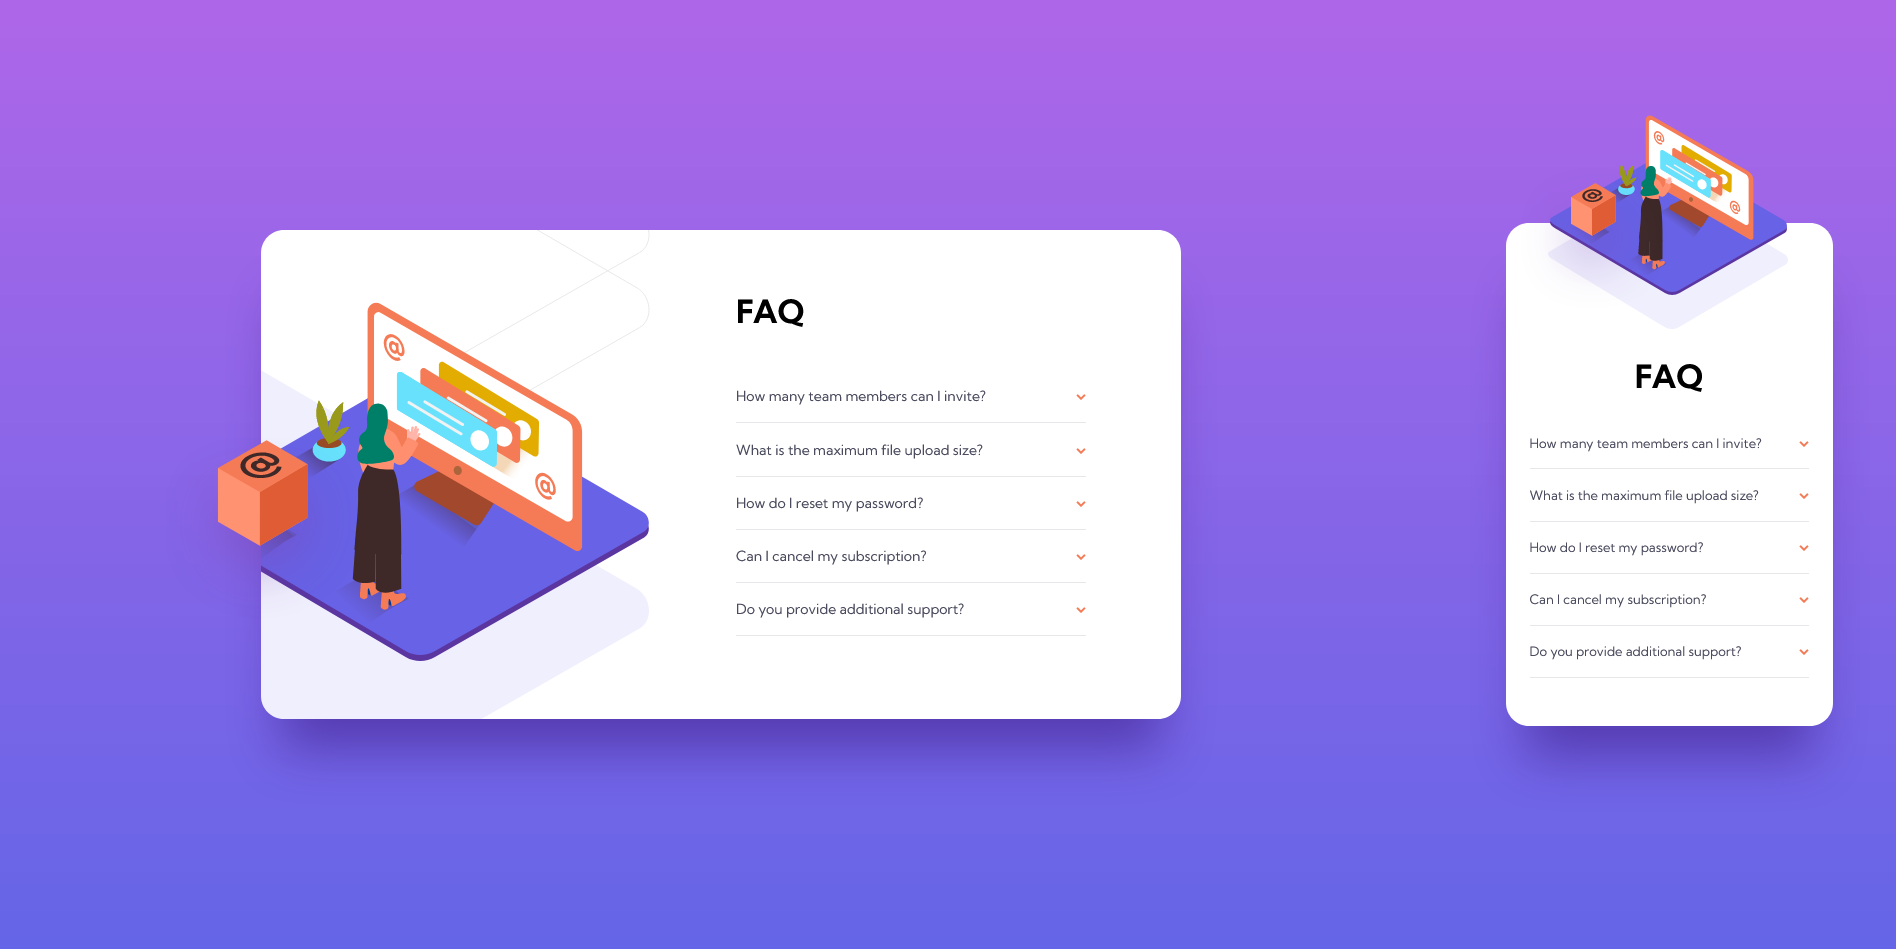 @
@
@
FAQ
How many team members can I invite?
What is the maximum file upload size?
How do I reset my password?
Can I cancel my subscription?
Do you provide additional support?
@
@
@
FAQ
How many team members can I invite?
What is the maximum file upload size?
How do I reset my password?
Can I cancel my subscription?
Do you provide additional support?